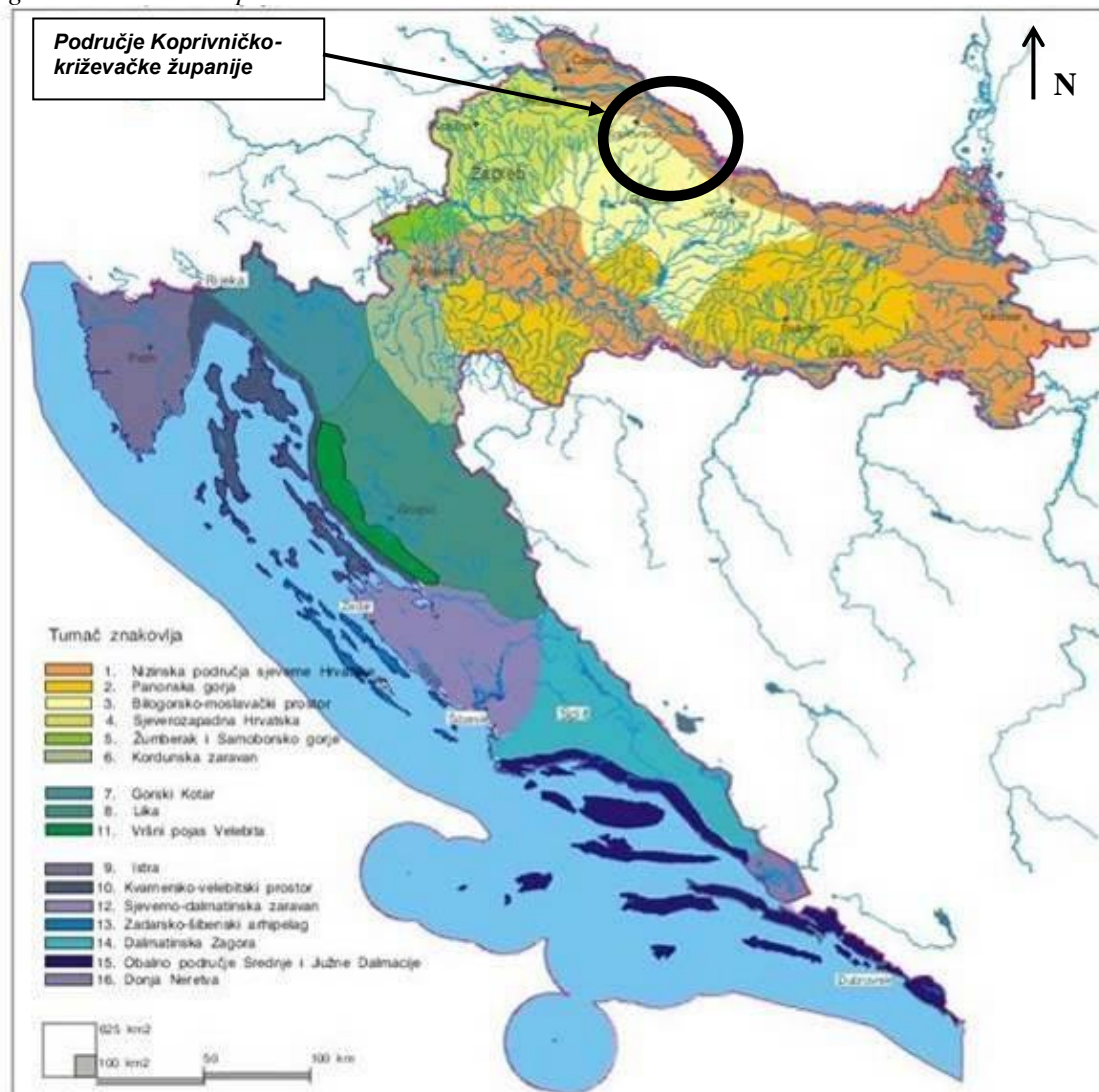 Područje Koprivničko-
križevačke županije
N
Zagreb
Rijeka
Zadar
Split
Dubrovnik
Tumač znakovlja
1. Nizinska područja sjeverne Hrvatske
2. Panonska gorja
3. Bilogorsko-moslavački prostor
4. Sjeverozapadna Hrvatska
5. Žumberak i Samoborsko gorje
6. Kordunska zaravan
7. Gorski Kotar
8. Lika
11. Vršni pojas Velebita
9. Istra
10. Kvarnersko-velebitski prostor
12. Sjeverno-dalmatinska zaravan
13. Zadarsko-šibenski arhipelag
14. Dalmatinska Zagora
15. Obalno područje Srednje i Južne Dalmacije
16. Donja Neretva
625 km2
100 km2
50
100 km